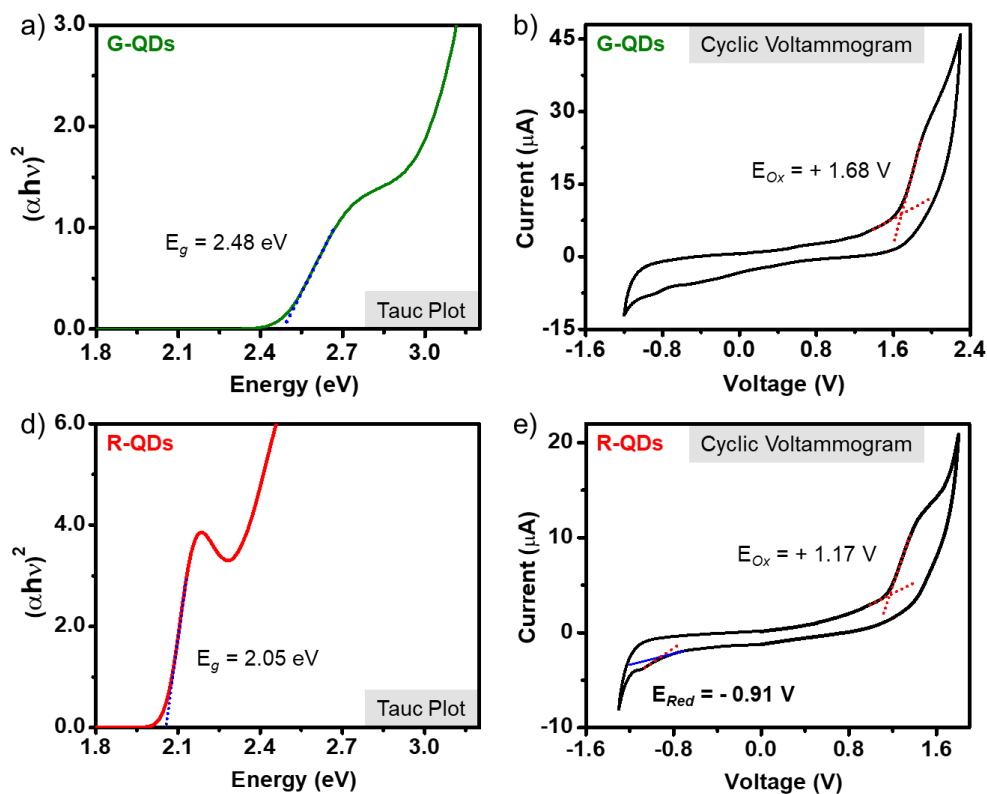 a)
G-QDs
(αhν)²
3.0
2.0
1.0
0.0
E_g = 2.48 eV
Tauc Plot
1.8 2.1 2.4 2.7 3.0
Energy (eV)
b)
G-QDs
Cyclic Voltammogram
Current (μA)
45
30
15
0
-15
E_Ox = + 1.68 V
-1.6 -0.8 0.0 0.8 1.6 2.4
Voltage (V)
d)
R-QDs
(αhν)²
6.0
4.0
2.0
0.0
E_g = 2.05 eV
Tauc Plot
1.8 2.1 2.4 2.7 3.0
Energy (eV)
e)
R-QDs
Cyclic Voltammogram
Current (μA)
20
10
0
-10
E_Ox = + 1.17 V
E_Red = - 0.91 V
-1.6 -0.8 0.0 0.8 1.6
Voltage (V)